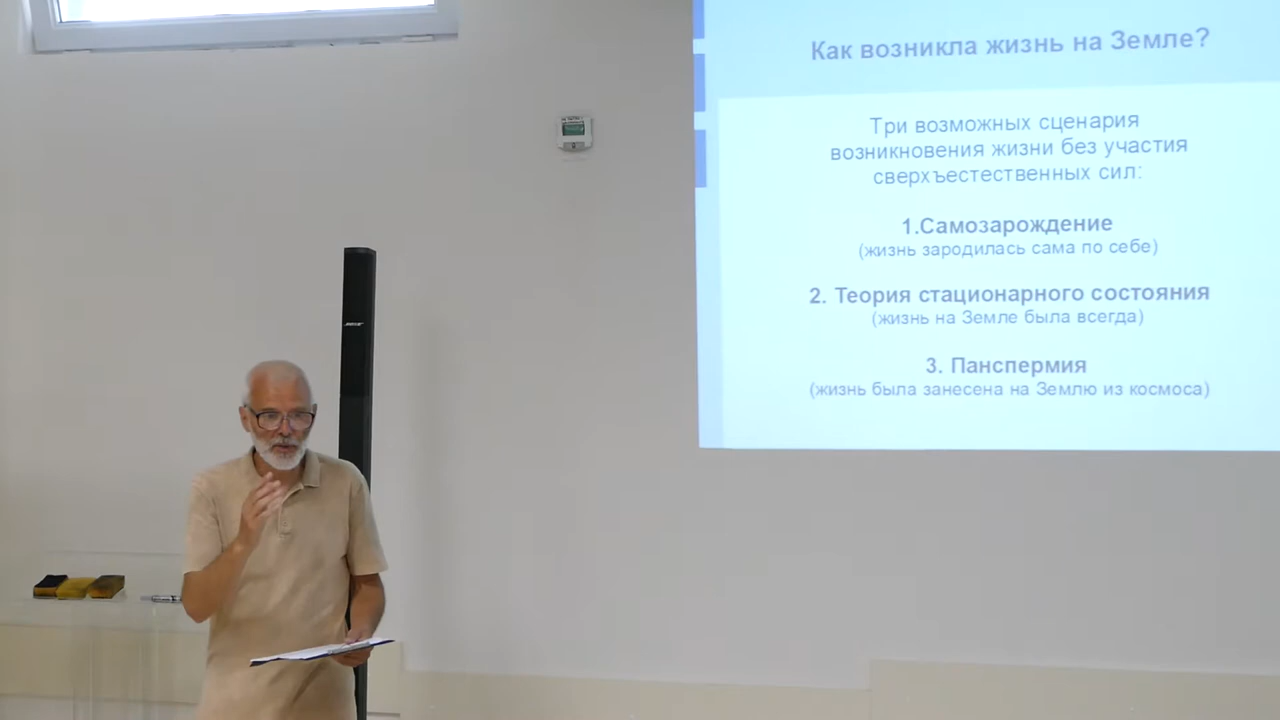 Как возникла жизнь на Земле?
Три возможных сценария
возникновения жизни без участия
сверхъестественных сил:
1.Самозарождение
(жизнь зародилась сама по себе)
2. Теория стационарного состояния
(жизнь на Земле была всегда)
3. Панспермия
(жизнь была занесена на Землю из космоса)
BOSE